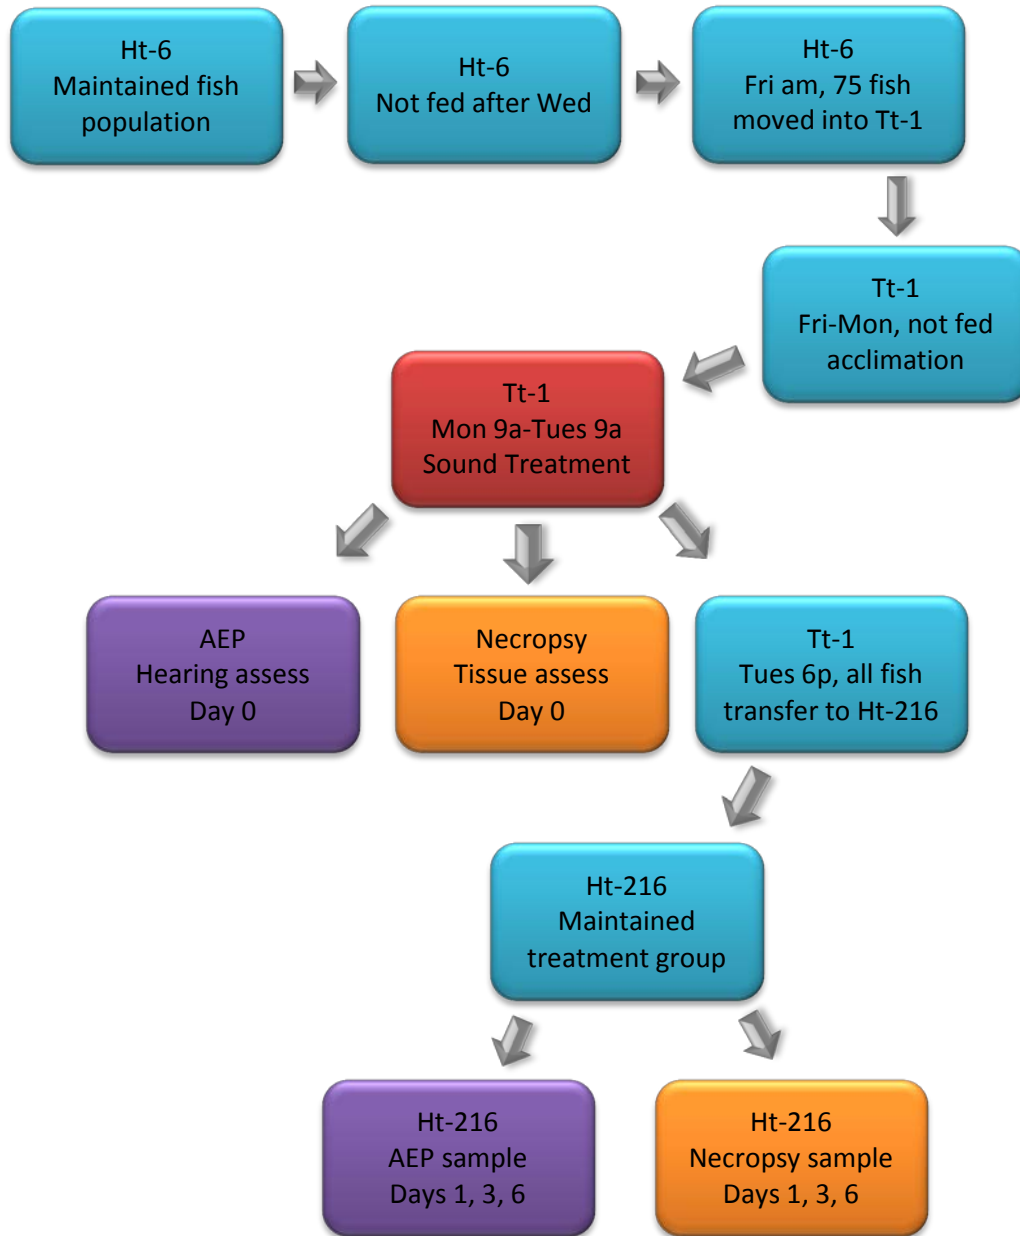 Ht-6
Maintained fish
population
Ht-6
Not fed after Wed
Ht-6
Fri am, 75 fish
moved into Tt-1
Tt-1
Fri-Mon, not fed
acclimation
Tt-1
Mon 9a-Tues 9a
Sound Treatment
AEP
Hearing assess
Day 0
Necropsy
Tissue assess
Day 0
Tt-1
Tues 6p, all fish
transfer to Ht-216
Ht-216
Maintained
treatment group
Ht-216
AEP sample
Days 1, 3, 6
Ht-216
Necropsy sample
Days 1, 3, 6